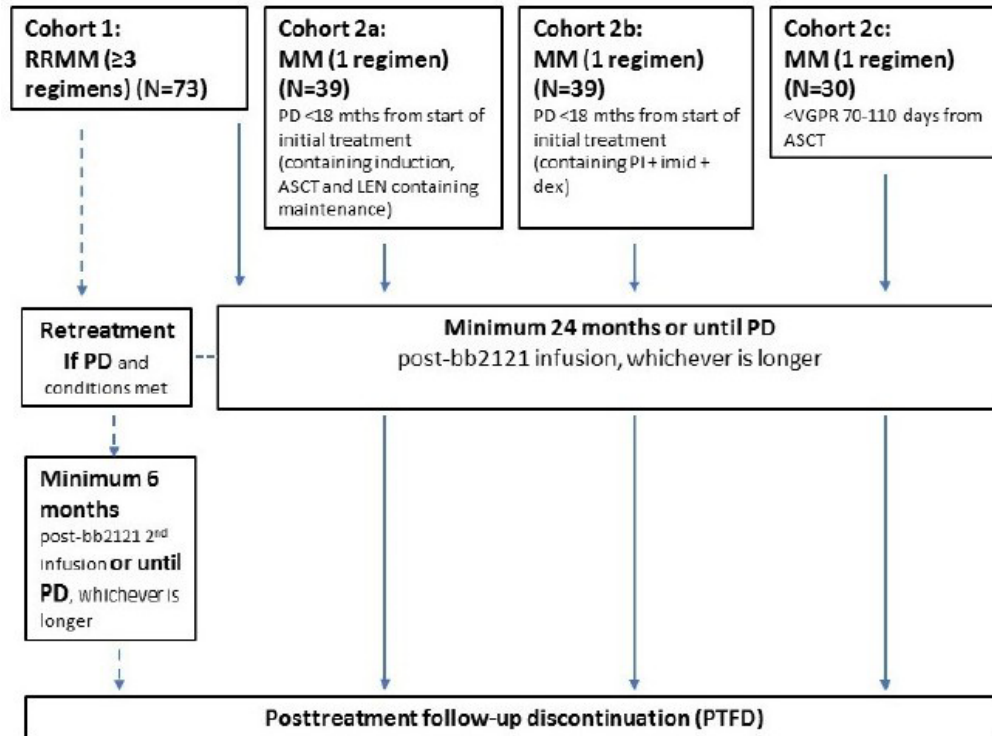 Cohort 1:
RRMM (≥3
regimens) (N=73)
Cohort 2a:
MM (1 regimen)
(N=39)
PD <18 mths from start of
initial treatment
(containing induction,
ASCT and LEN containing
maintenance)
Cohort 2b:
MM (1 regimen)
(N=39)
PD <18 mths from start of
initial treatment
(containing PI + imid +
dex)
Cohort 2c:
MM (1 regimen)
(N=30)
<VGPR 70-110 days from
ASCT
Retreatment
If PD and
conditions met
Minimum 24 months or until PD
post-bb2121 infusion, whichever is longer
Minimum 6
months
post-bb2121 2nd
infusion or until
PD, whichever is
longer
Posttreatment follow-up discontinuation (PTFD)